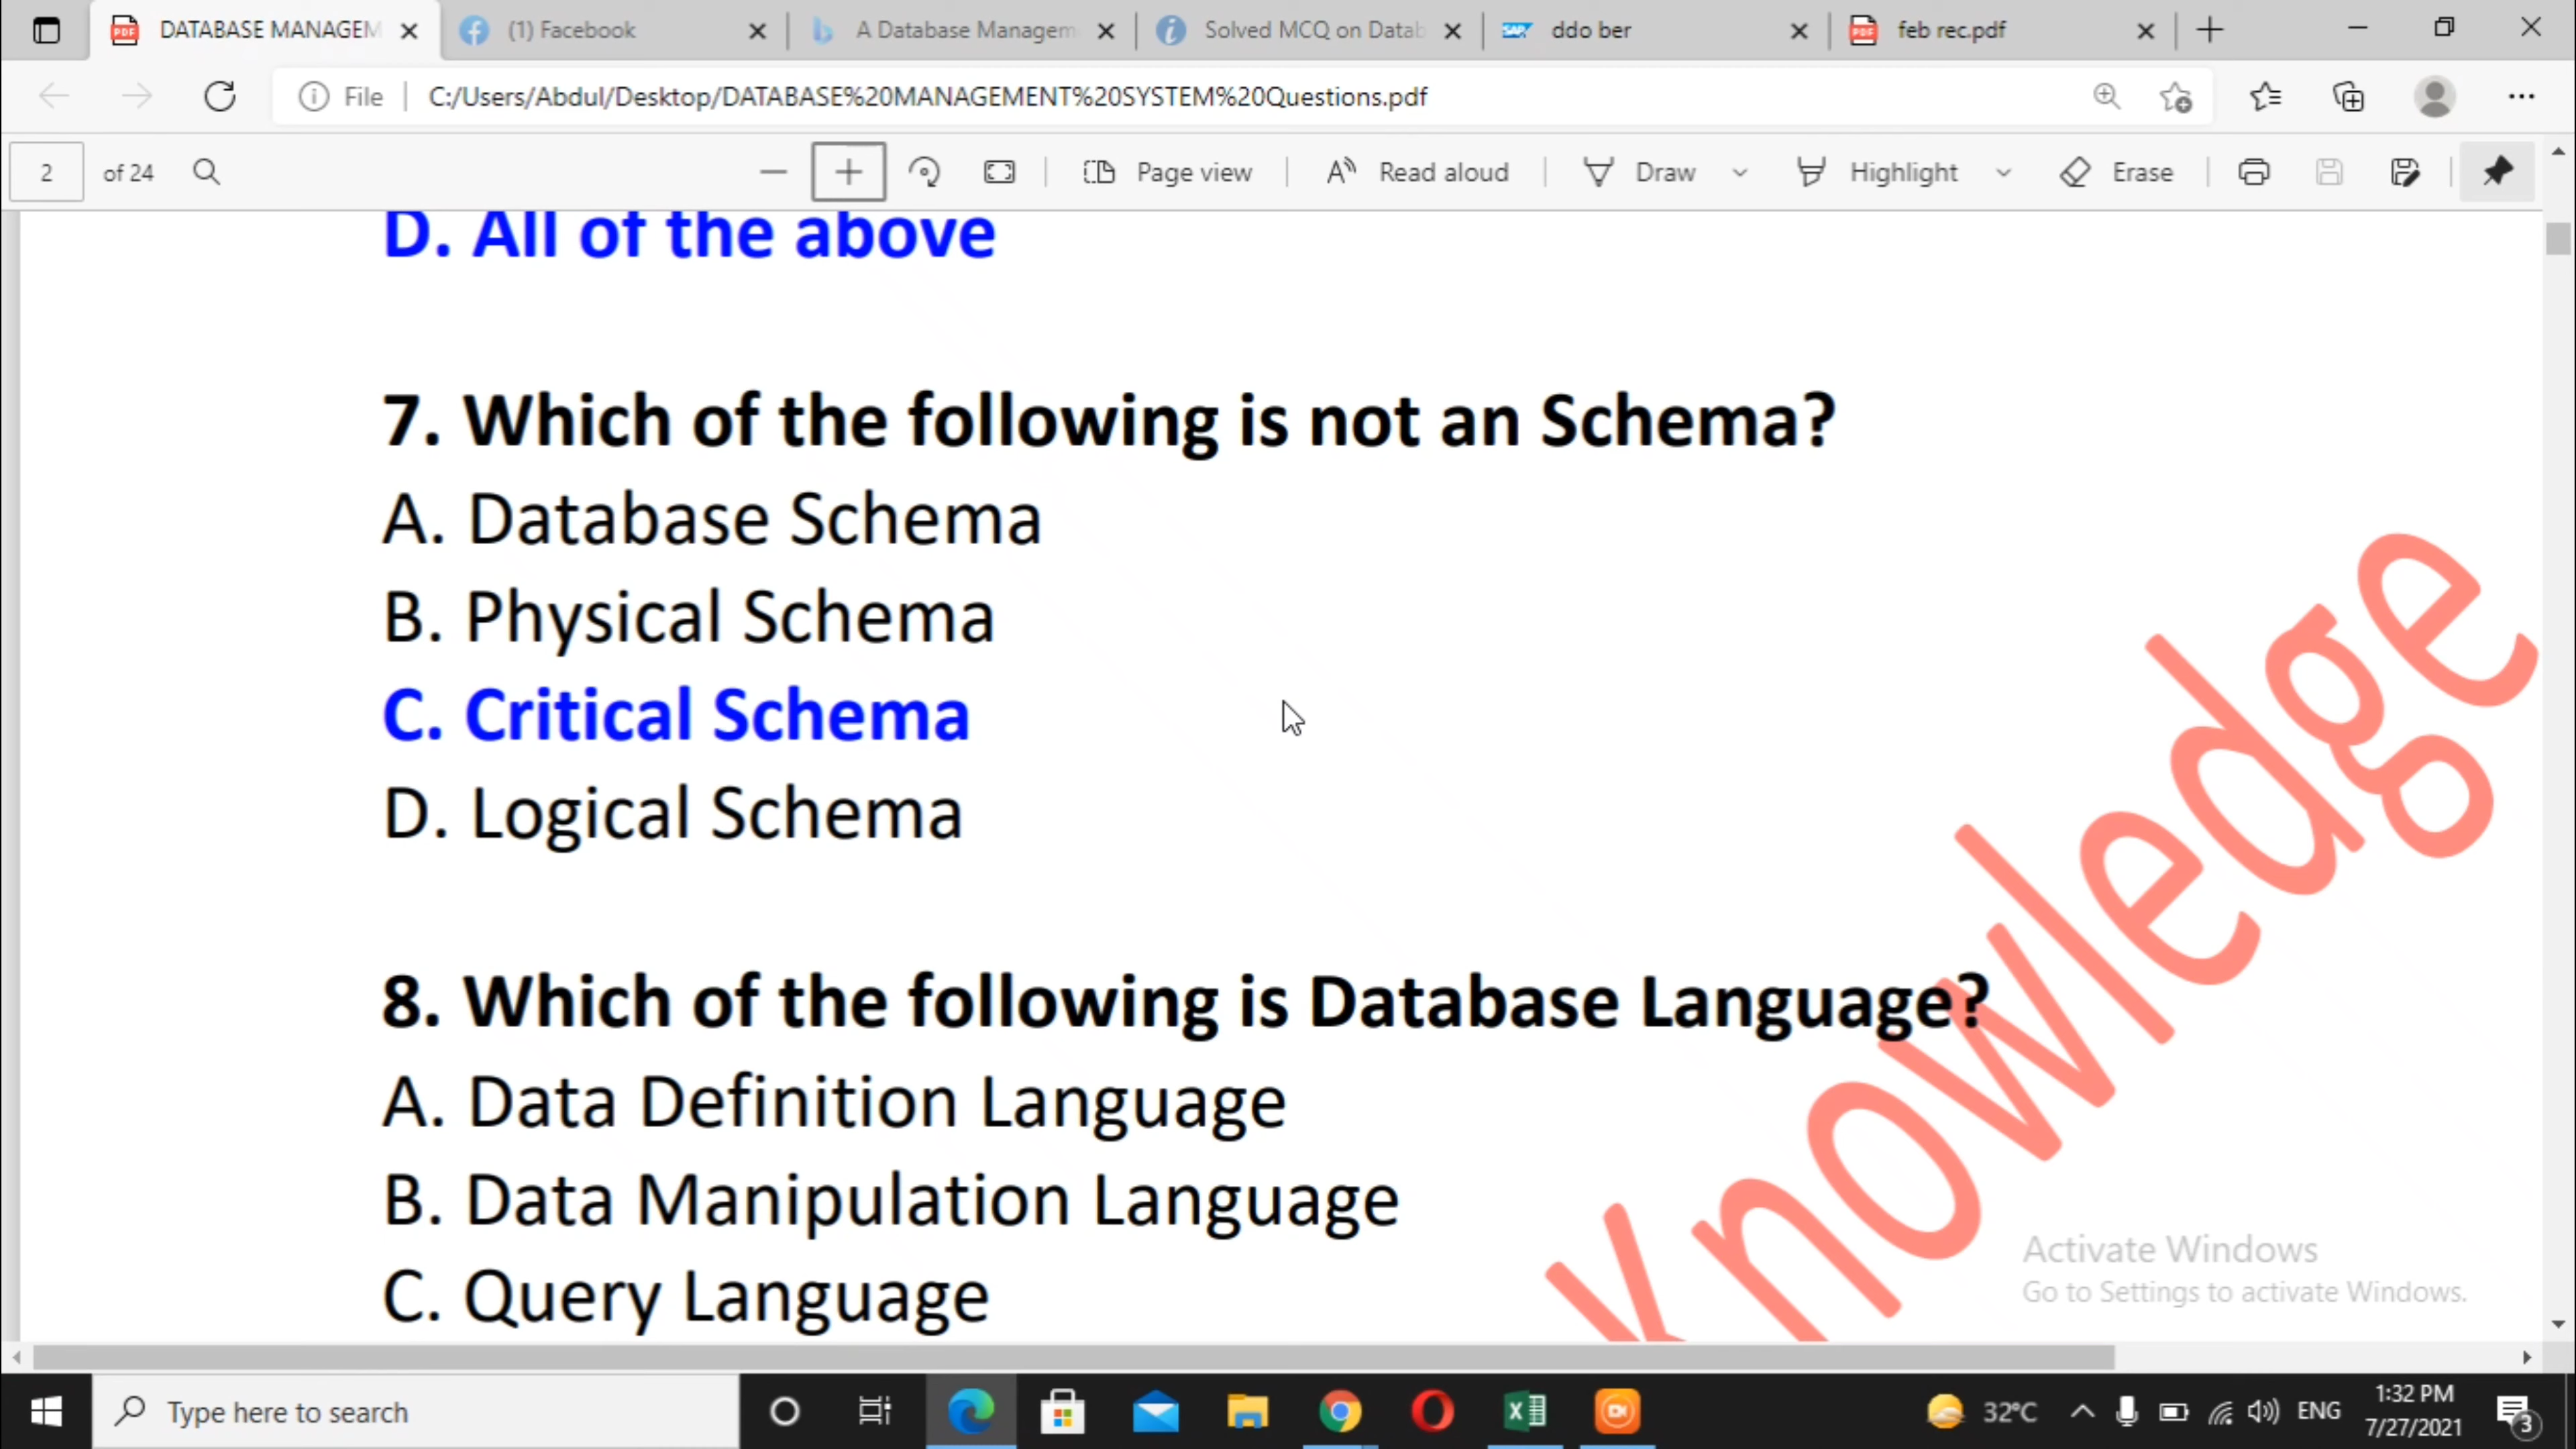 DATABASE MANAGEM
(1) Facebook
A Database Managem
Solved MCQ on Datab
SAP
ddo ber
PDF
feb rec.pdf
File
C:/Users/Abdul/Desktop/DATABASE%20MANAGEMENT%20SYSTEM%20Questions.pdf
2
of 24
Page view
Read aloud
Draw
Highlight
Erase
D. All of the above
7. Which of the following is not an Schema?
A. Database Schema
B. Physical Schema
C. Critical Schema
D. Logical Schema
8. Which of the following is Database Language?
A. Data Definition Language
B. Data Manipulation Language
C. Query Language
Knowledge
Activate Windows
Go to Settings to activate Windows.
Type here to search
32°C
ENG
1:32 PM
7/27/2021
3